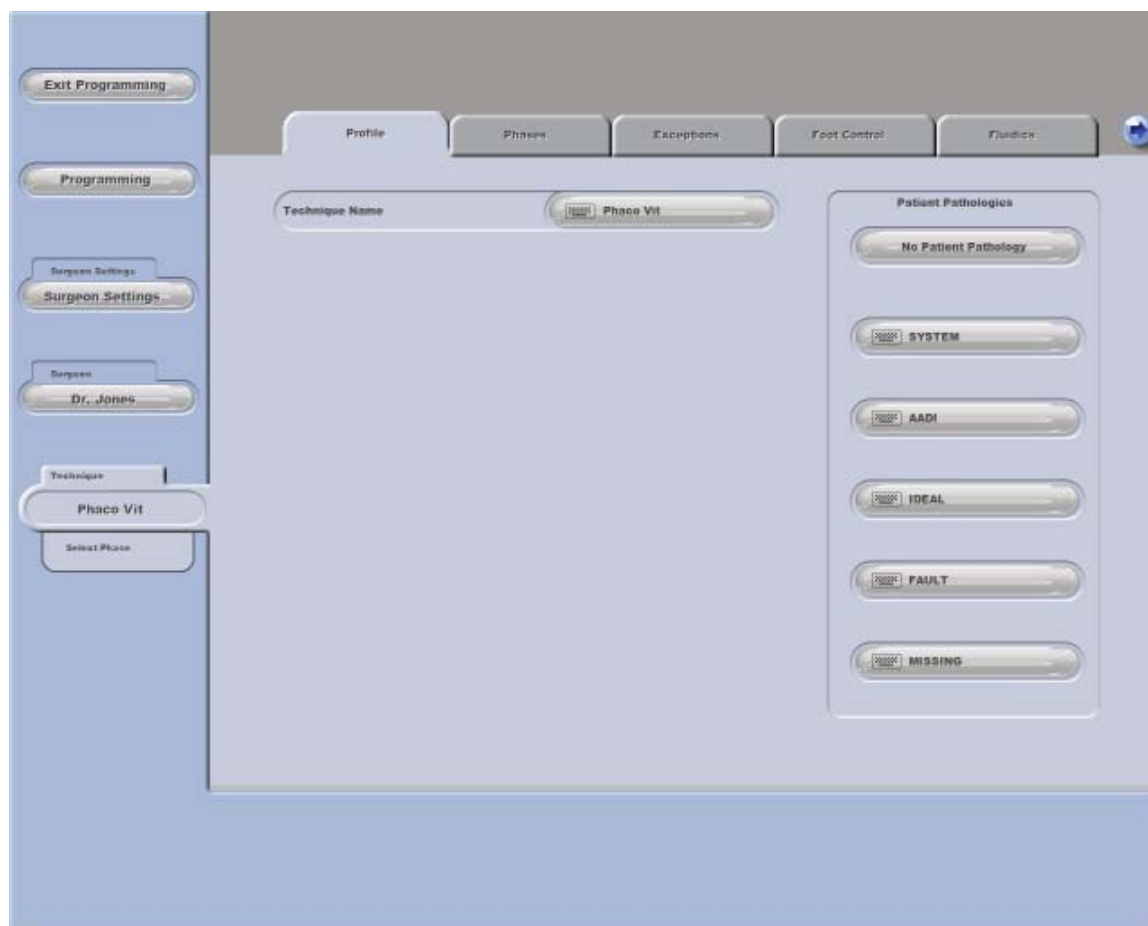 Exit Programming
Programming
Surgeon Settings
Surgeon Settings
Surgeon
Dr. Jones
Technique
Phaco Vit
Select Phase
Profile
Phases
Exceptions
Foot Control
Fluidics
Technique Name
Phaco Vit
Patient Pathologies
No Patient Pathology
SYSTEM
AADI
IDEAL
FAULT
MISSING